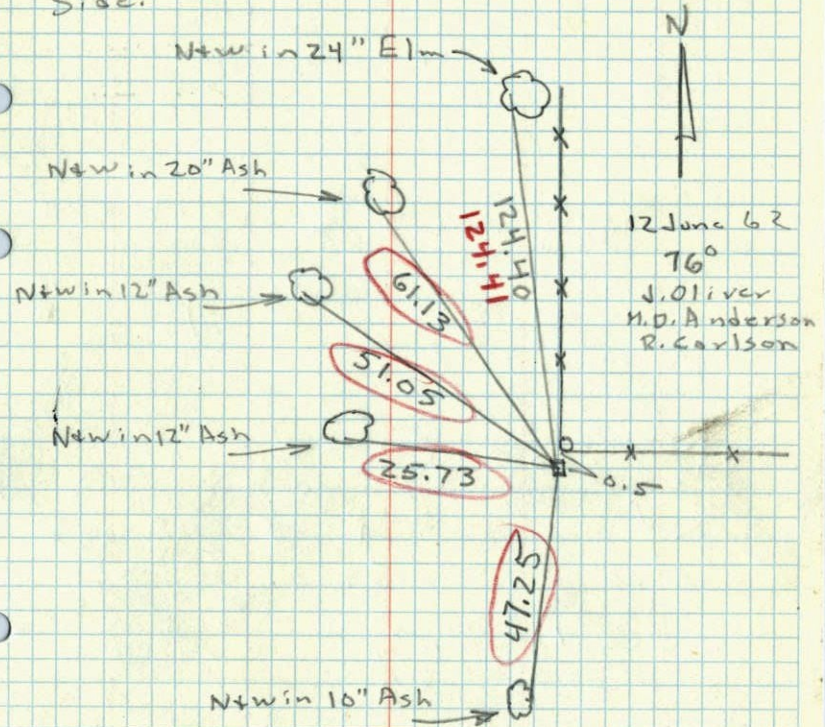 Side.
N
N+W in 24" Elm
N+W in 20" Ash
124.40
124.41
12 June 62
76°
J. Oliver
M.D. Anderson
R. Carlson
61.13
N+W in 12" Ash
51.05
N+W in 12" Ash
25.73
0.5
47.25
N+W in 10" Ash